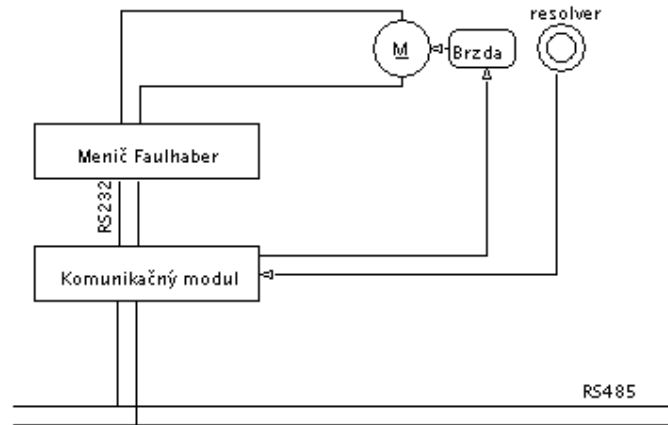 resolver
M
Brzda
Menič Faulhaber
RS232
Komunikačný modul
RS485